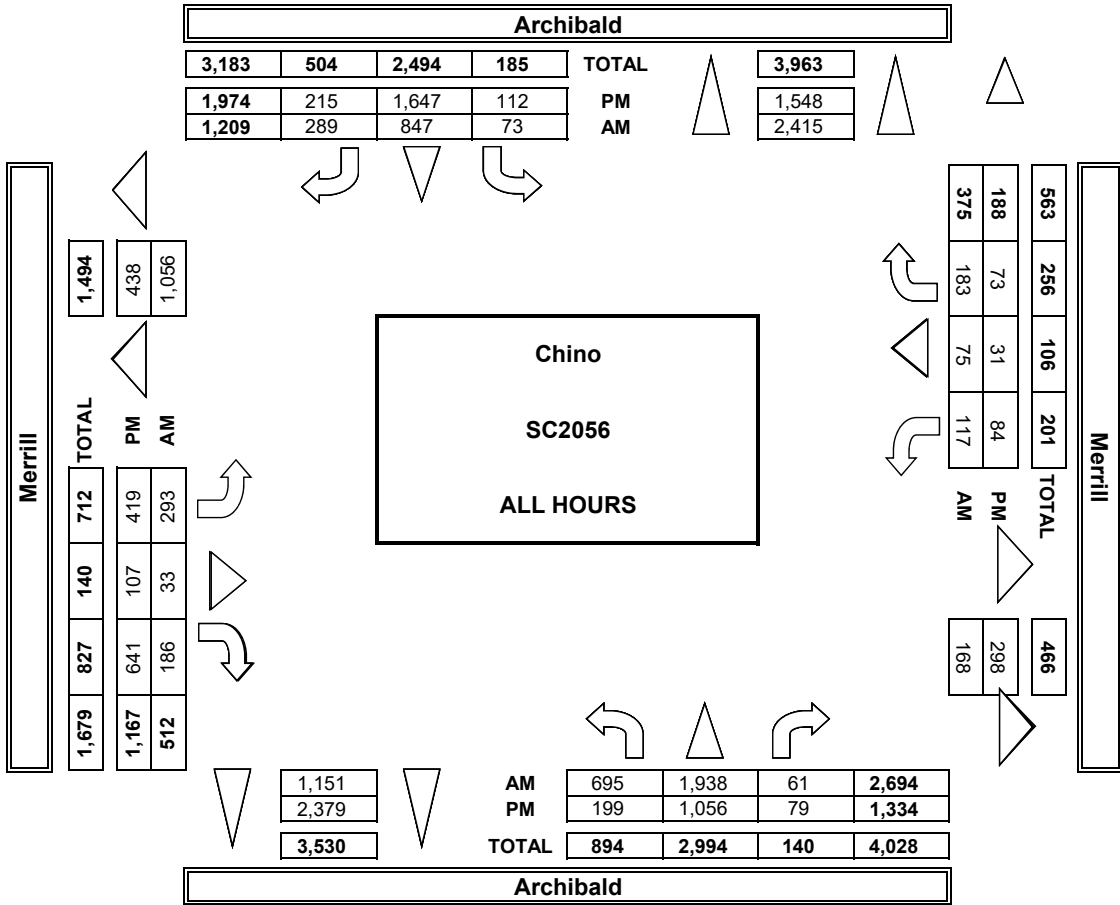 Archibald
3,183 504 2,494 185 TOTAL 3,963
1,974 215 1,647 112 PM 1,548
1,209 289 847 73 AM 2,415
Merrill
1,494
438
1,056
TOTAL
PM
AM
712 140 827 1,679
419 107 641 1,167
293 33 186 512
Chino
SC2056
ALL HOURS
563 256 106 201 TOTAL
188 73 31 84 PM
375 183 75 117 AM
466
298
168
Merrill
1,151 AM 695 1,938 61 2,694
2,379 PM 199 1,056 79 1,334
3,530 TOTAL 894 2,994 140 4,028
Archibald